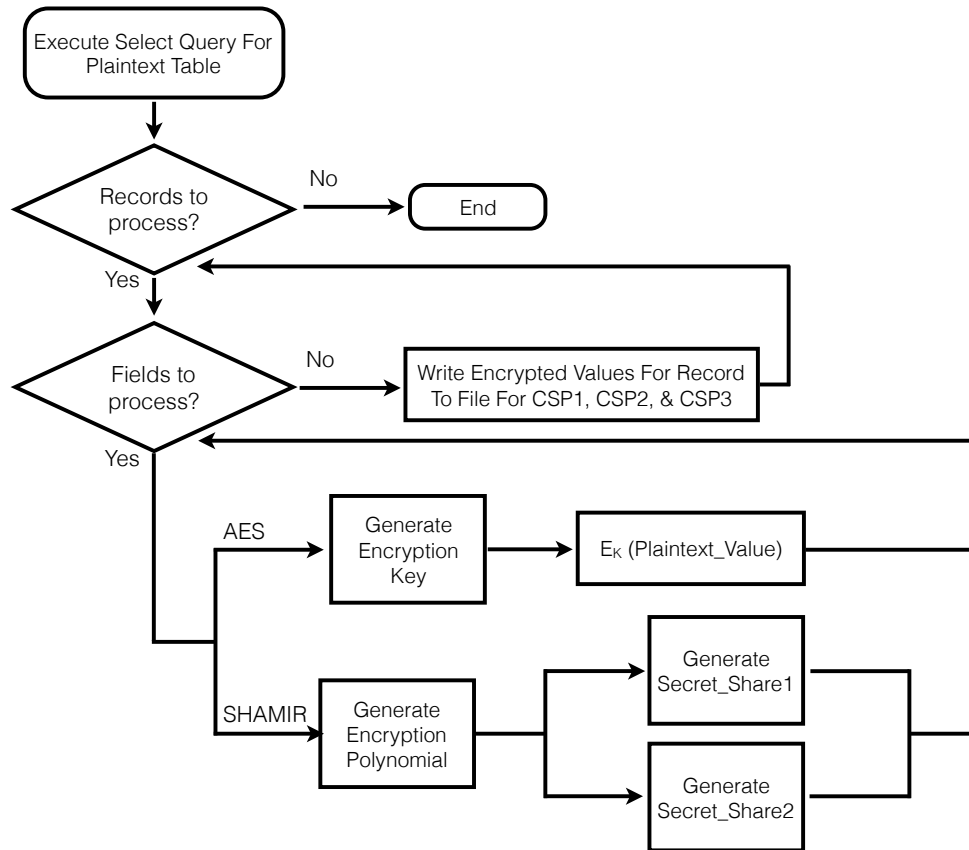 Execute Select Query For
Plaintext Table
Records to
process?
No
End
Yes
Fields to
process?
No
Write Encrypted Values For Record
To File For CSP1, CSP2, & CSP3
Yes
AES
Generate
Encryption
Key
Eₖ (Plaintext_Value)
SHAMIR
Generate
Encryption
Polynomial
Generate
Secret_Share1
Generate
Secret_Share2